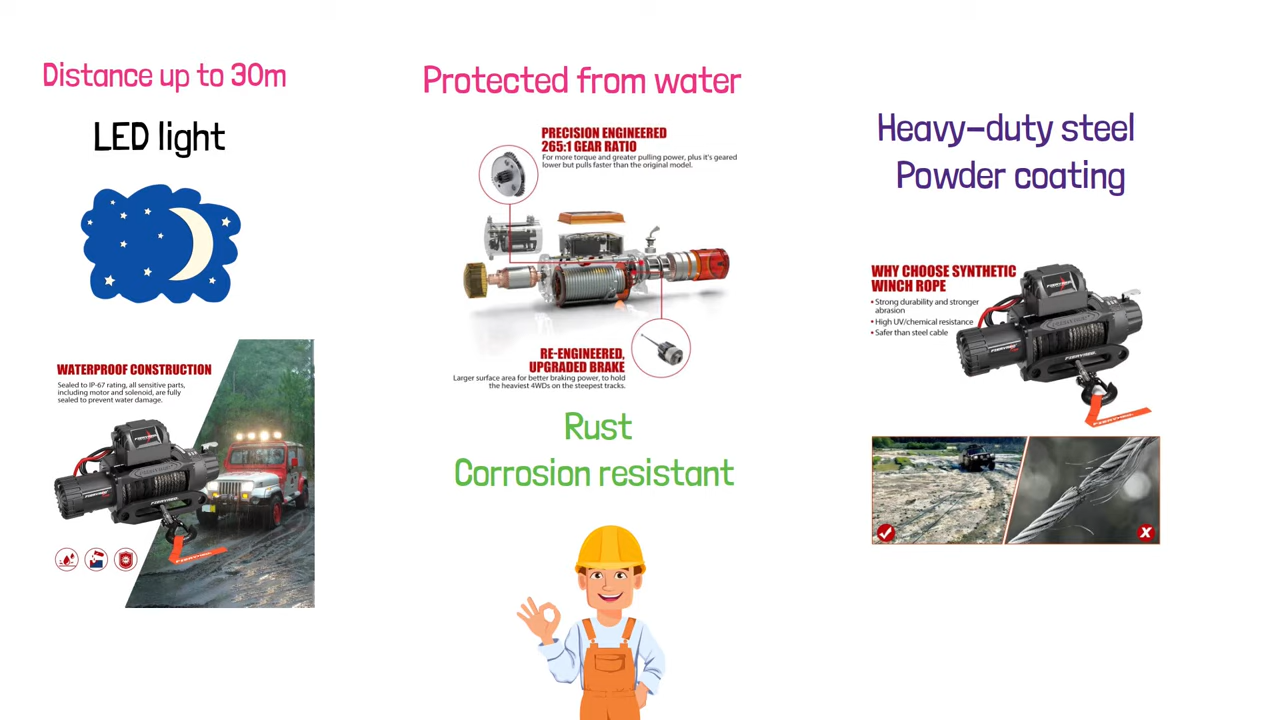 Distance up to 30m
LED light
WATERPROOF CONSTRUCTION
Sealed to IP-67 rating, all sensitive parts,
including motor and solenoid, are fully
sealed to prevent water damage.
Protected from water
PRECISION ENGINEERED
265:1 GEAR RATIO
For more torque and greater pulling power, plus it's geared
lower but pulls faster than the original model.
RE-ENGINEERED,
UPGRADED BRAKE
Larger surface area for better braking power, to hold
the heaviest 4WDs on the steepest tracks.
Rust
Corrosion resistant
Heavy-duty steel
Powder coating
WHY CHOOSE SYNTHETIC
WINCH ROPE
• Strong durability and stronger
abrasion
• High UV/chemical resistance
• Safer than steel cable